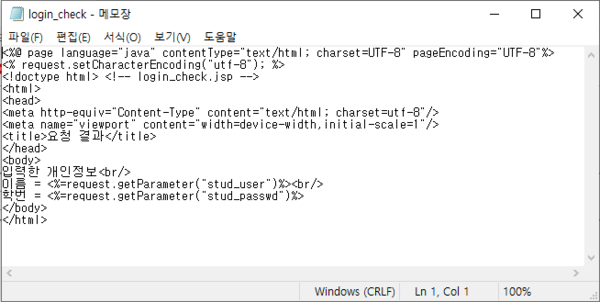 login_check - 메모장
파일(F) 편집(E) 서식(O) 보기(V) 도움말
<%@ page language="java" contentType="text/html; charset=UTF-8" pageEncoding="UTF-8"%>
<% request.setCharacterEncoding("utf-8"); %>
<!doctype html> <!-- login_check.jsp -->
<html>
<head>
<meta http-equiv="Content-Type" content="text/html; charset=utf-8"/>
<meta name="viewport" content="width=device-width,initial-scale=1"/>
<title>요청 결과</title>
</head>
<body>
입력한 개인정보<br/>
이름 = <%=request.getParameter("stud_user")%><br/>
학번 = <%=request.getParameter("stud_passwd")%>
</body>
</html>
Windows (CRLF) Ln 1, Col 1 100%